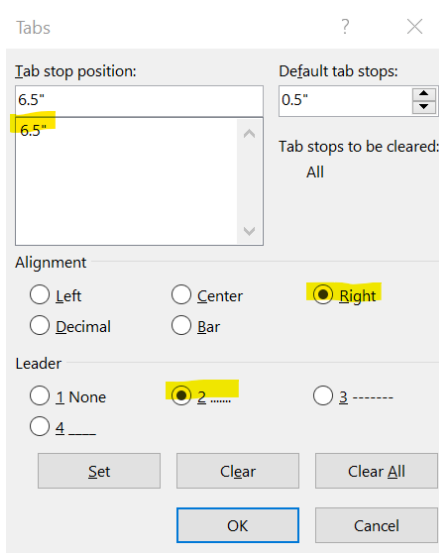 Tabs ?
Tab stop position:
Default tab stops:
6.5"
0.5"
6.5"
Tab stops to be cleared:
All
Alignment
Left Center Right
Decimal Bar
Leader
1 None 2 ....... 3 -------
4 ____
Set Clear Clear All
OK Cancel